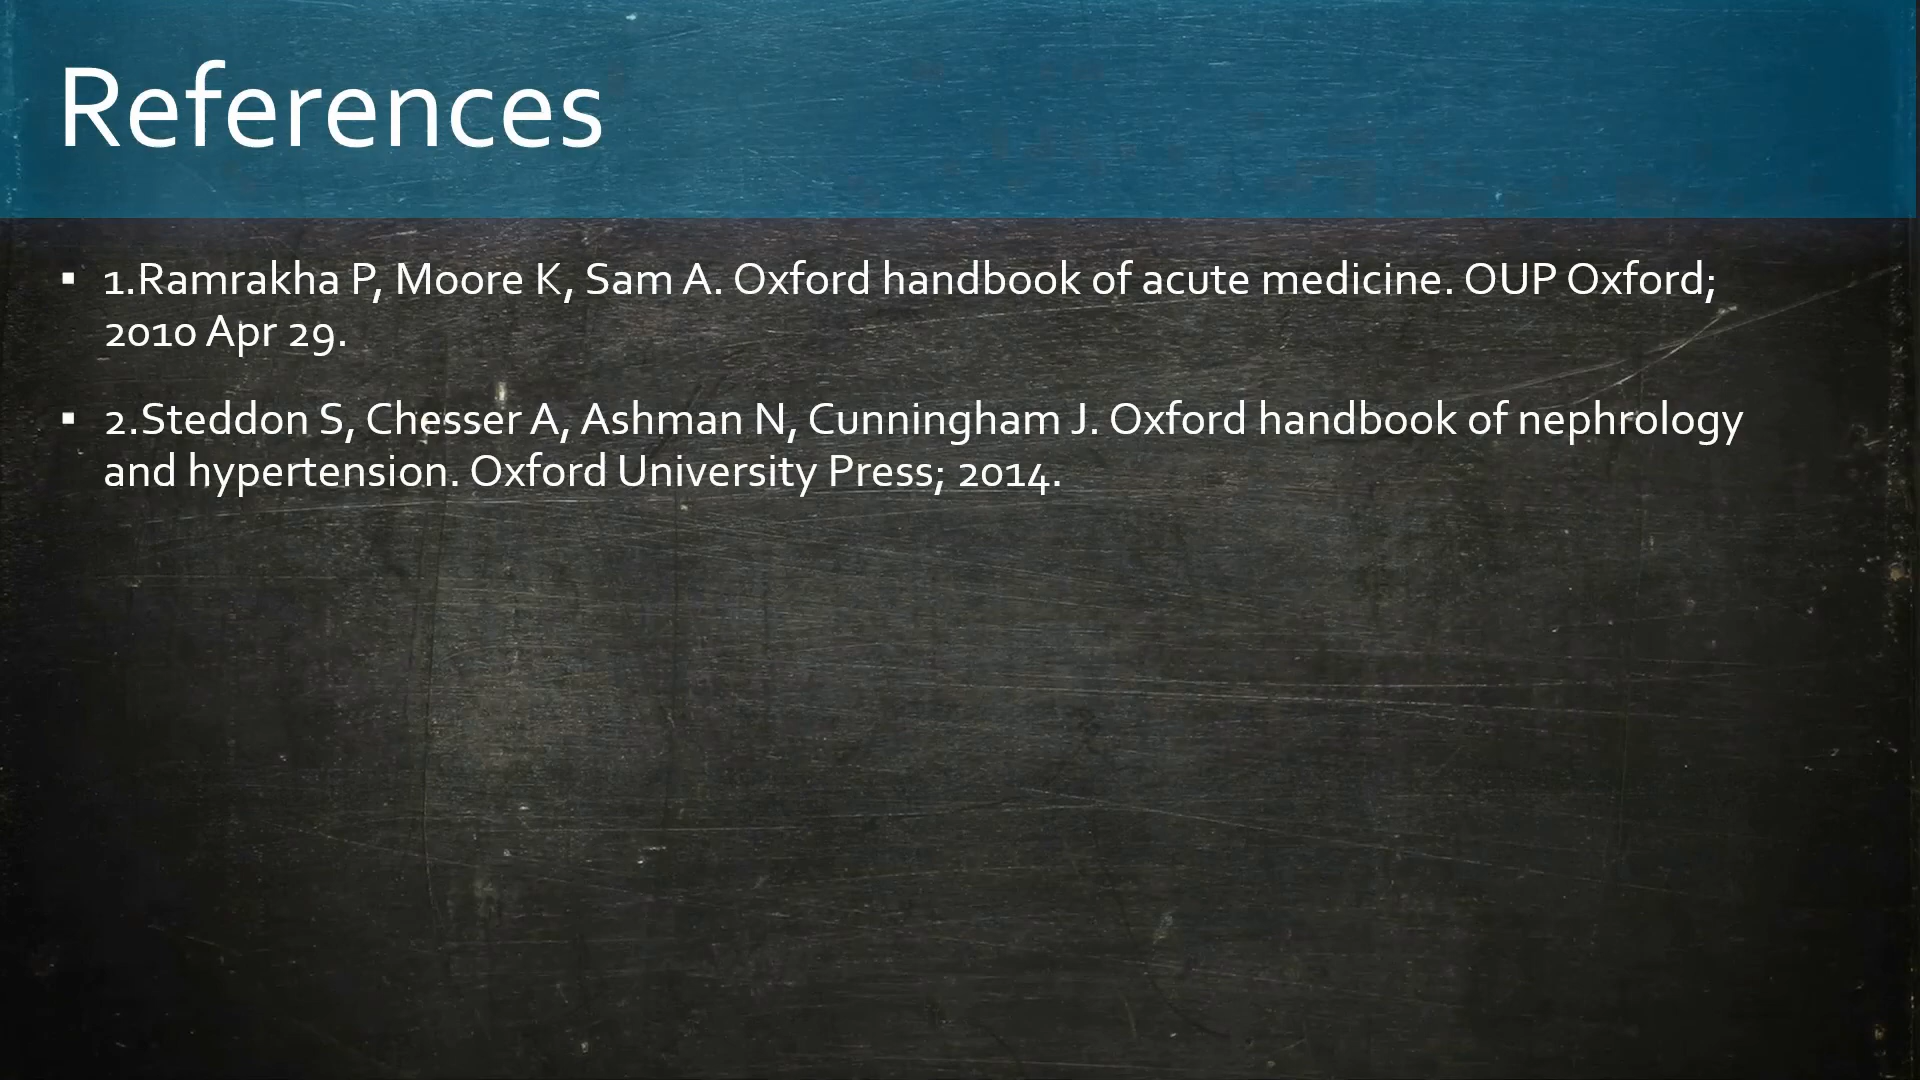 References
▪ 1.Ramrakha P, Moore K, Sam A. Oxford handbook of acute medicine. OUP Oxford;
2010 Apr 29.
▪ 2.Steddon S, Chesser A, Ashman N, Cunningham J. Oxford handbook of nephrology
and hypertension. Oxford University Press; 2014.